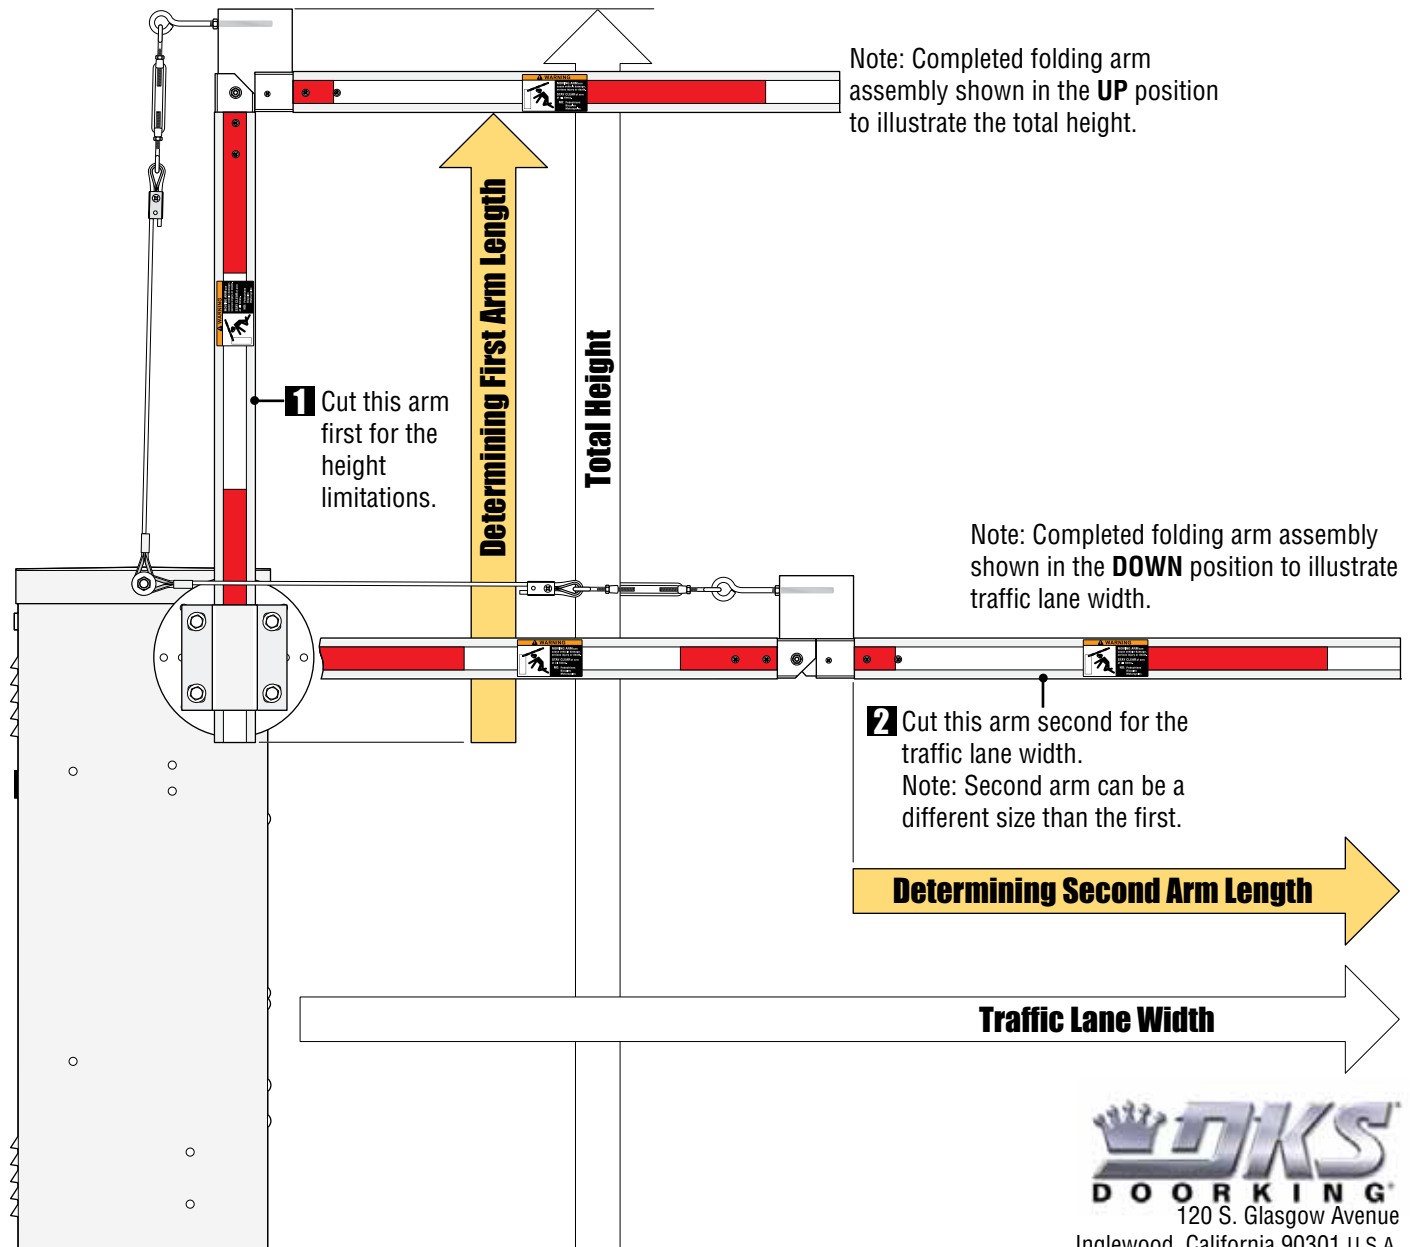 Note: Completed folding arm
assembly shown in the UP position
to illustrate the total height.
WARNING
WARNING
Determining First Arm Length
Total Height
1 Cut this arm
first for the
height
limitations.
Note: Completed folding arm assembly
shown in the DOWN position to illustrate
traffic lane width.
WARNING
WARNING
2 Cut this arm second for the
traffic lane width.
Note: Second arm can be a
different size than the first.
Determining Second Arm Length
Traffic Lane Width
DKS
DOORKING
120 S. Glasgow Avenue
Inglewood, California 90301 U.S.A.